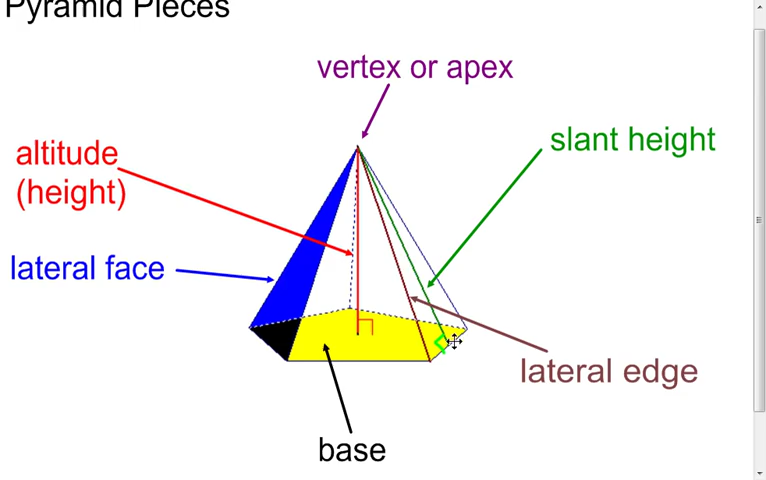 Pyramid Pieces
vertex or apex
slant height
altitude
(height)
lateral face
lateral edge
base